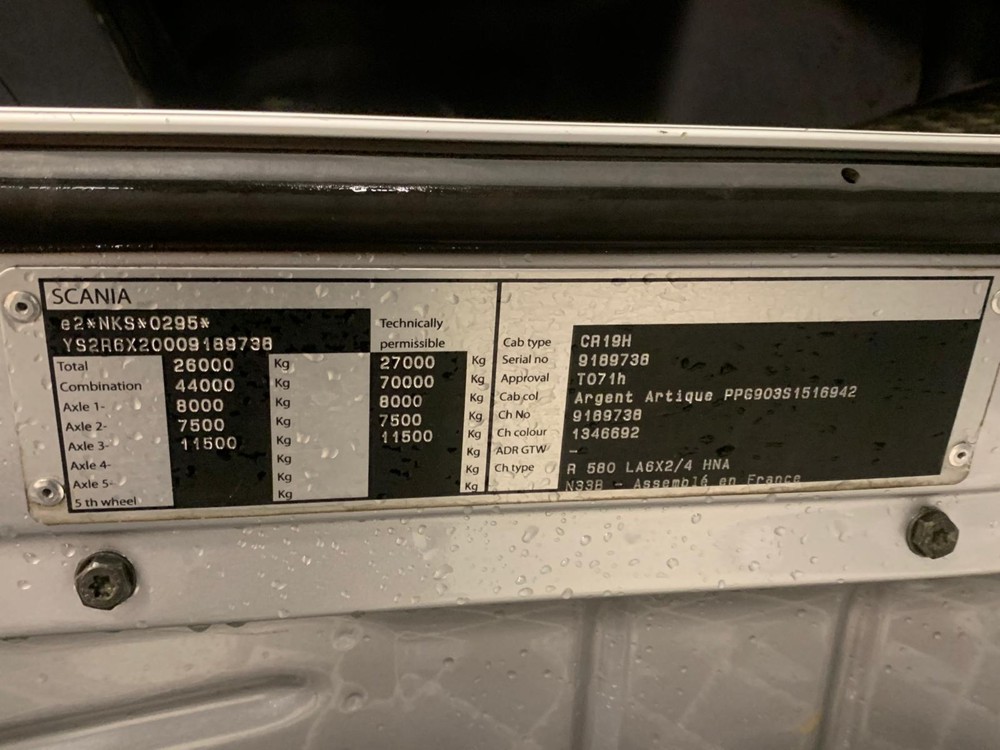 SCANIA
e2*NKS*0295*
YS2R6X20009189738
Technically
permissible
Total 26000 Kg 27000 Kg
Combination 44000 Kg 70000 Kg
Axle 1- 8000 Kg 8000 Kg
Axle 2- 7500 Kg 7500 Kg
Axle 3- 11500 Kg 11500 Kg
Axle 4- Kg Kg
Axle 5- Kg Kg
5 th wheel Kg Kg
Cab type CR19H
Serial no 9189738
Approval T071h
Cab col Argent Artique PPG903S1516942
Ch No 9189738
Ch colour 1346692
ADR GTW -
Ch type R 580 LA6X2/4 HNA
N33B - Assemblé en France